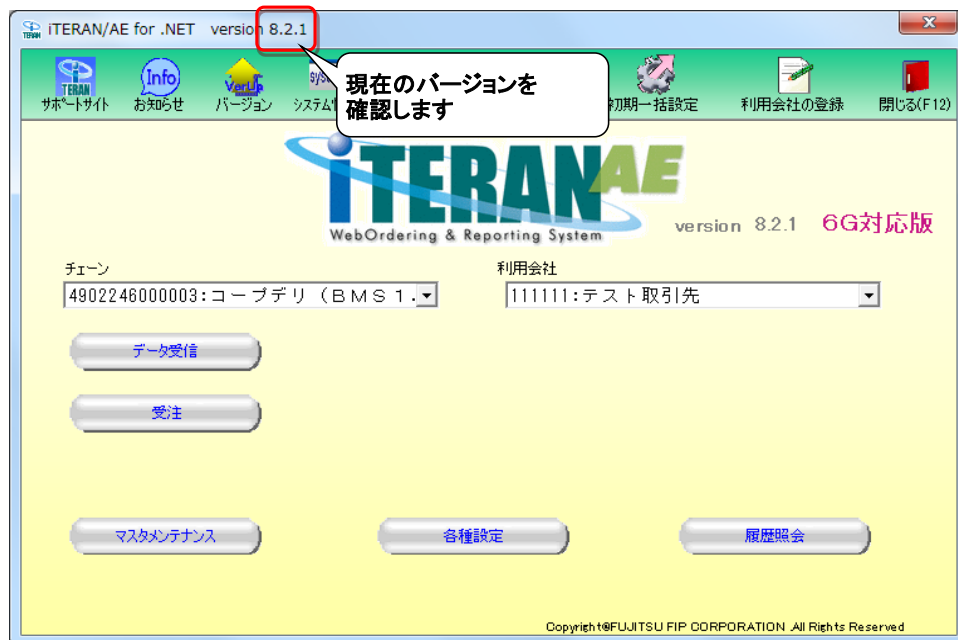 iTERAN/AE for .NET version 8.2.1
現在のバージョンを
確認します
TERAN
Info
VerUp
サポートサイト お知らせ バージョン 初期一括設定 利用会社の登録 閉じる(F12)
iTERAN AE
WebOrdering & Reporting System
version 8.2.1 6G対応版
チェーン 利用会社
4902246000003:コープデリ（BMS1. 111111:テスト取引先
データ受信
受注
マスタメンテナンス 各種設定 履歴照会
Copyright©FUJITSU FIP CORPORATION All Rights Reserved